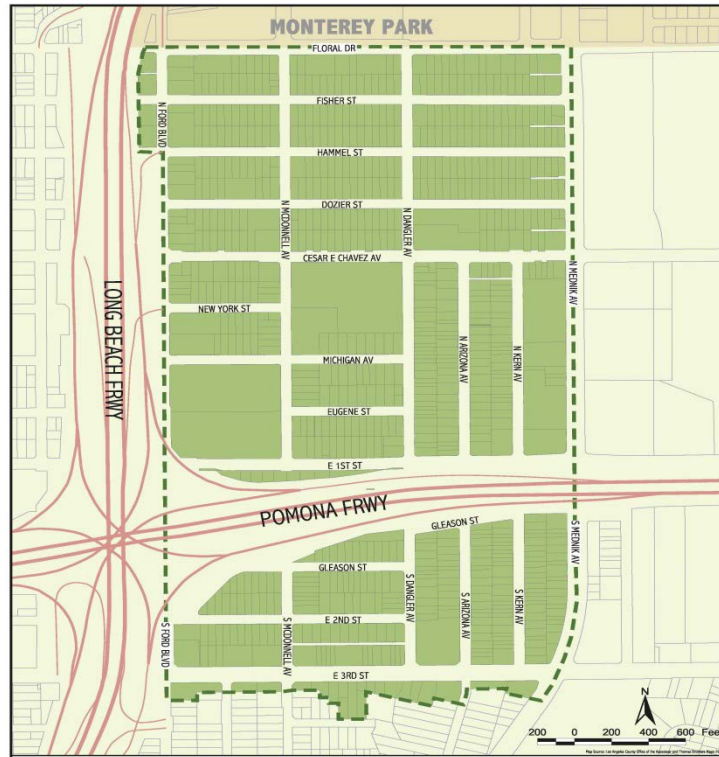 MONTEREY PARK
FLORAL DR
FISHER ST
N FORD BLVD
HAMMEL ST
DOZIER ST
N MCDONNELL AV
N DANGLER AV
CESAR E CHAVEZ AV
N MEDNIK AV
LONG BEACH FRWY
NEW YORK ST
N ARIZONA AV
N KERN AV
MICHIGAN AV
EUGENE ST
E 1ST ST
POMONA FRWY
GLEASON ST
S MEDNIK AV
GLEASON ST
S DANGLER AV
S ARIZONA AV
S KERN AV
E 2ND ST
S FORD BLVD
S MCDONNELL AV
E 3RD ST
N
200 0 200 400 600 Fee